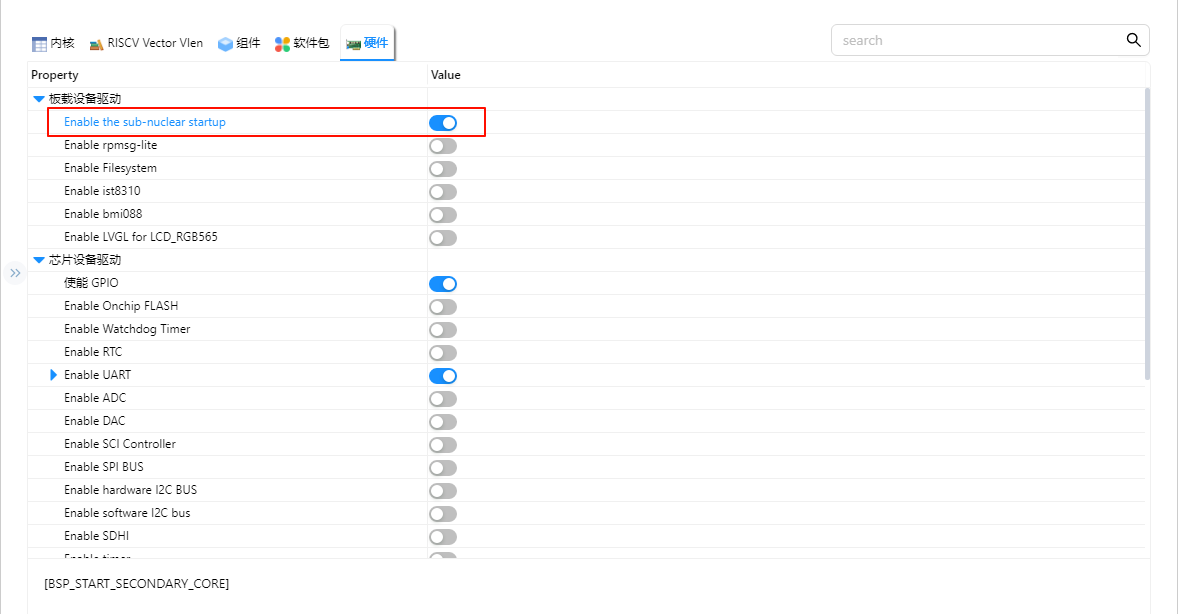 内核 RISCV Vector Vlen 组件 软件包 硬件 search
Property Value
板载设备驱动
Enable the sub-nuclear startup
Enable rpmsg-lite
Enable Filesystem
Enable ist8310
Enable bmi088
Enable LVGL for LCD_RGB565
芯片设备驱动
使能 GPIO
Enable Onchip FLASH
Enable Watchdog Timer
Enable RTC
Enable UART
Enable ADC
Enable DAC
Enable SCI Controller
Enable SPI BUS
Enable hardware I2C BUS
Enable software I2C bus
Enable SDHI
Enable timer
[BSP_START_SECONDARY_CORE]